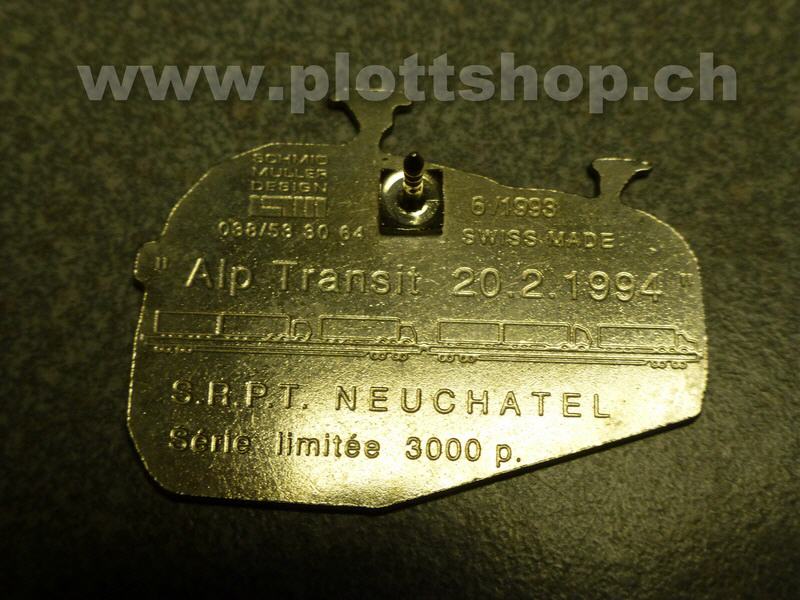 www.plottshop.ch
SCHMID
MULLER
DESIGN
038/53 30 64
6/1993
SWISS MADE
" Alp Transit 20.2.1994 "
S.R.P.T. NEUCHATEL
Série limitée 3000 p.